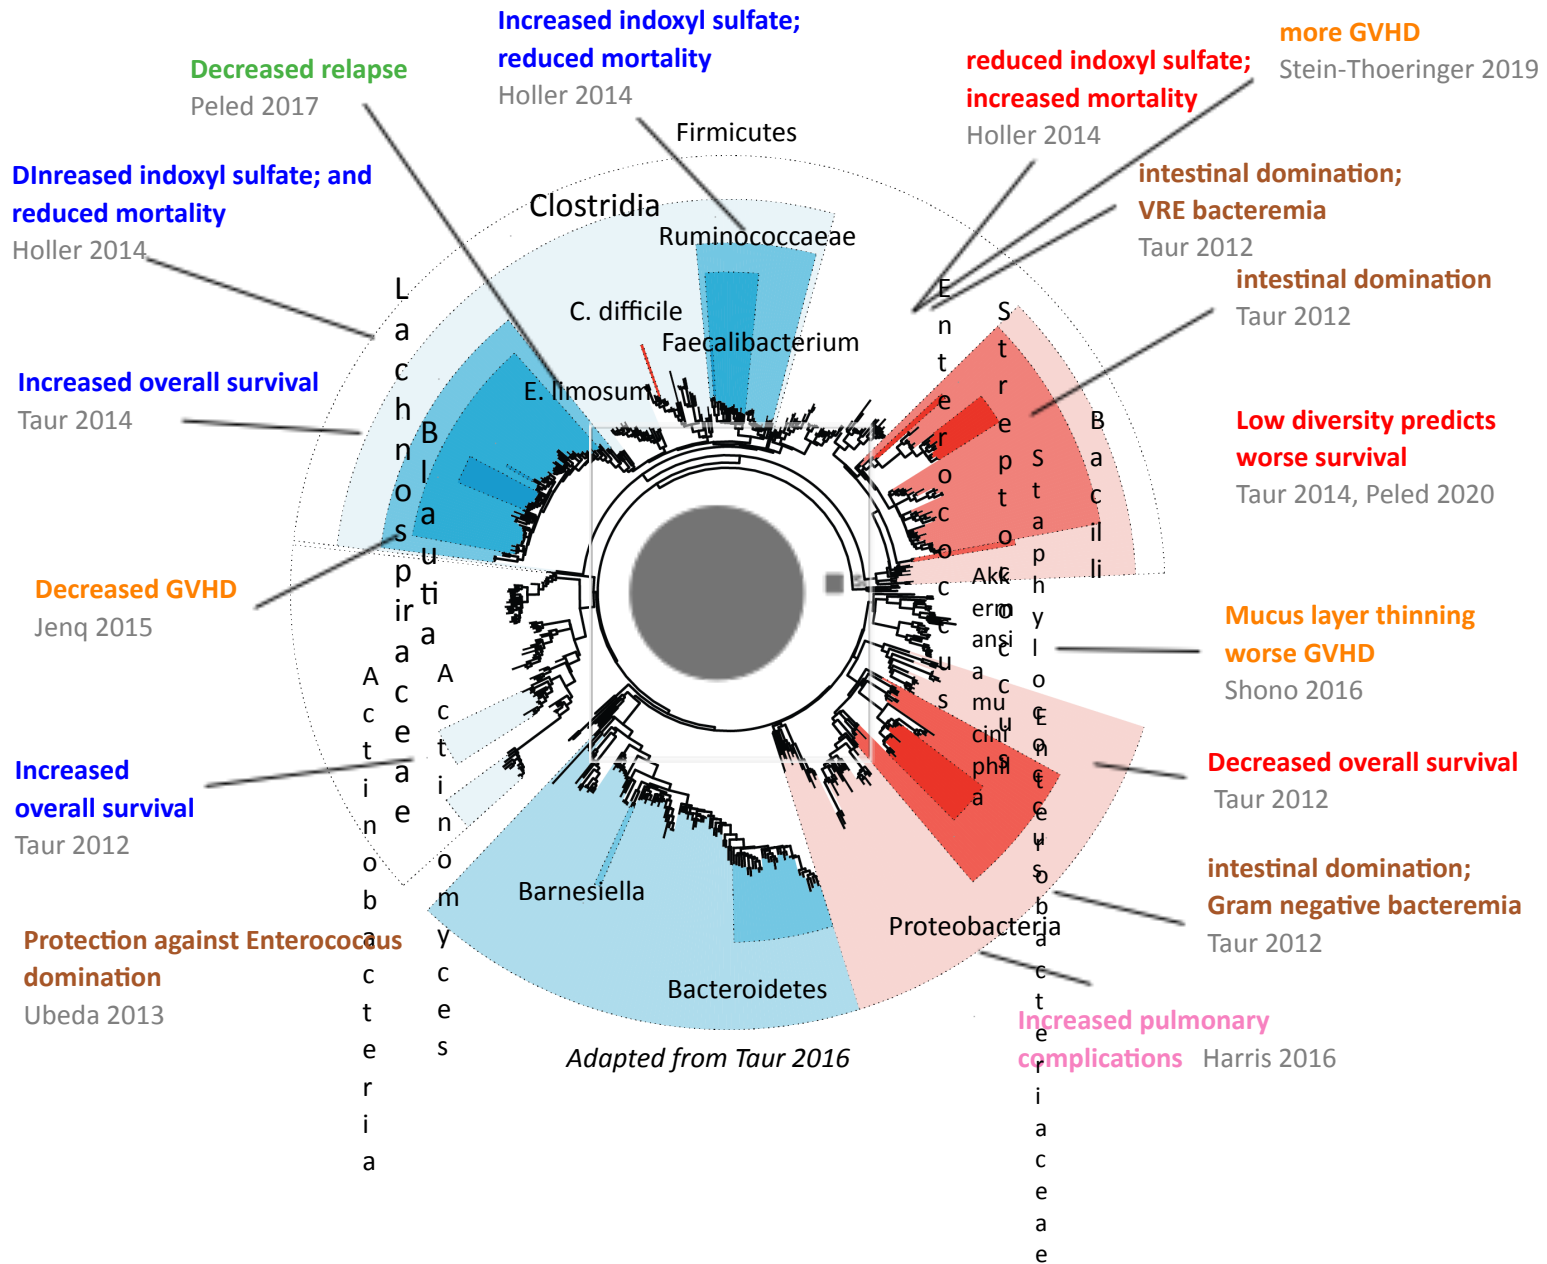 Increased indoxyl sulfate;
reduced mortality
Holler 2014
more GVHD
Stein-Thoeringer 2019
Decreased relapse
Peled 2017
reduced indoxyl sulfate;
increased mortality
Holler 2014
Firmicutes
DInreased indoxyl sulfate; and
reduced mortality
Holler 2014
intestinal domination;
VRE bacteremia
Taur 2012
Clostridia
Ruminococcaeae
intestinal domination
Taur 2012
C. difficile
Faecalibacterium
E. limosum
Increased overall survival
Taur 2014
Low diversity predicts
worse survival
Taur 2014, Peled 2020
Lachnospiraceae
Blautia
Enterococcus
Streptococcus
Staphylococcus
Bacilli
Decreased GVHD
Jenq 2015
Akk
erm
ansi
a
mu
cini
phil
a
Mucus layer thinning
worse GVHD
Shono 2016
Actinobacteria
Actinomyces
Enterobacteriaceae
Increased
overall survival
Taur 2012
Decreased overall survival
Taur 2012
Barnesiella
intestinal domination;
Gram negative bacteremia
Taur 2012
Proteobacteria
Protection against Enterococcus
domination
Ubeda 2013
Bacteroidetes
Increased pulmonary
complications Harris 2016
Adapted from Taur 2016